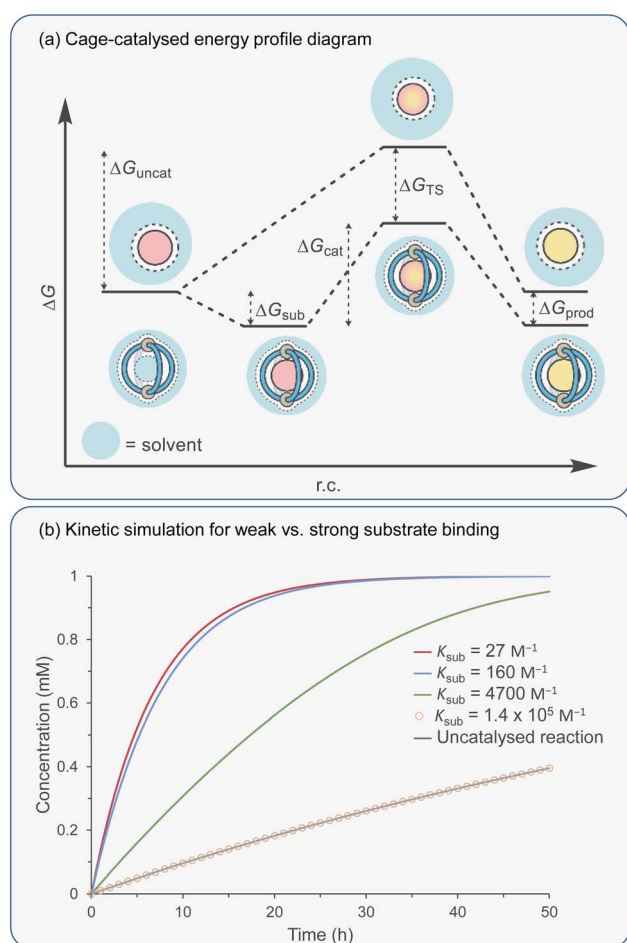 (a) Cage-catalysed energy profile diagram
ΔG
ΔGuncat
ΔGsub
ΔGcat
ΔGTS
ΔGprod
= solvent
r.c.
(b) Kinetic simulation for weak vs. strong substrate binding
Concentration (mM)
1
0.8
0.6
0.4
0.2
0
Ksub = 27 M⁻¹
Ksub = 160 M⁻¹
Ksub = 4700 M⁻¹
Ksub = 1.4 x 10⁵ M⁻¹
Uncatalysed reaction
0 10 20 30 40 50
Time (h)